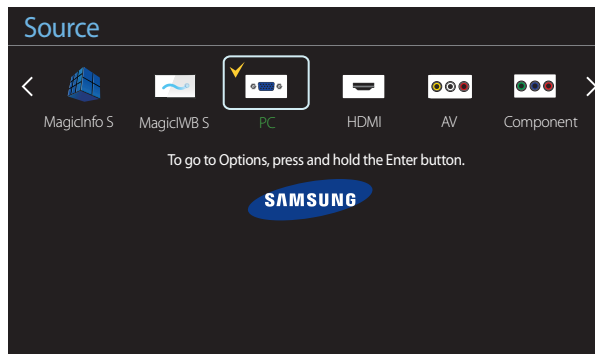 Source
MagicInfo S MagicIWB S PC HDMI AV Component
To go to Options, press and hold the Enter button.
SAMSUNG